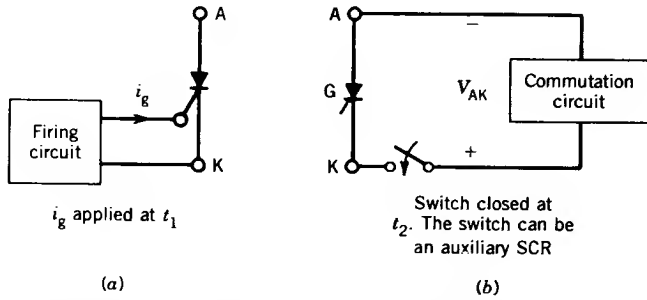 A
i_g
Firing
circuit
K
i_g applied at t_1
(a)
A
−
G
V_AK
Commutation
circuit
K
+
Switch closed at
t_2. The switch can be
an auxiliary SCR
(b)